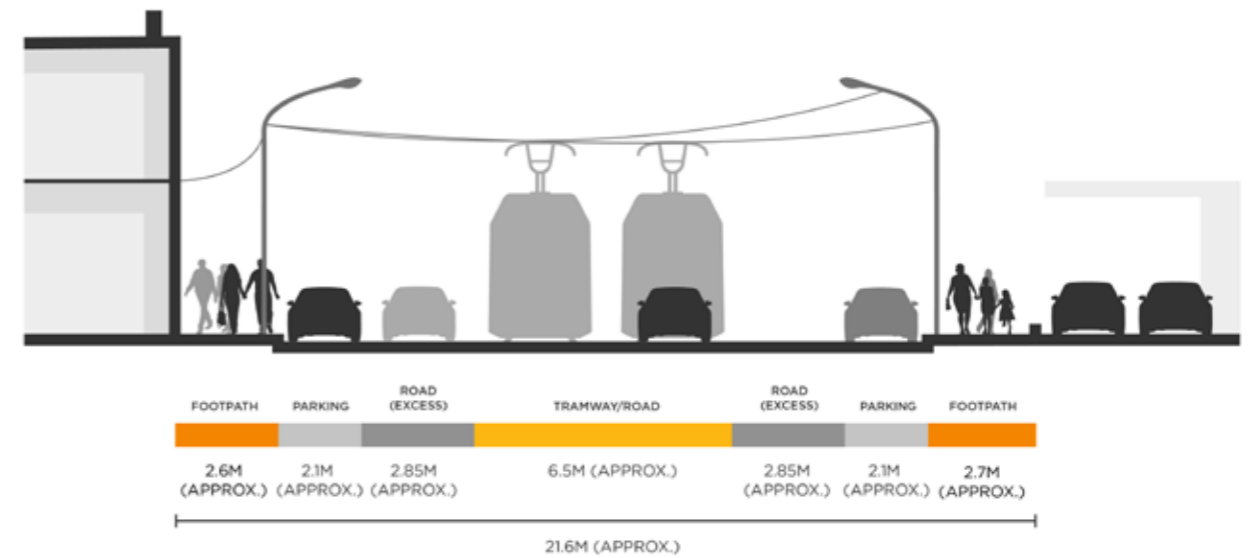 ROAD
(EXCESS)
ROAD
(EXCESS)
FOOTPATH PARKING TRAMWAY/ROAD PARKING FOOTPATH
2.6M 2.1M 2.85M 6.5M (APPROX.) 2.85M 2.1M 2.7M
(APPROX.) (APPROX.) (APPROX.) (APPROX.) (APPROX.) (APPROX.)
21.6M (APPROX.)